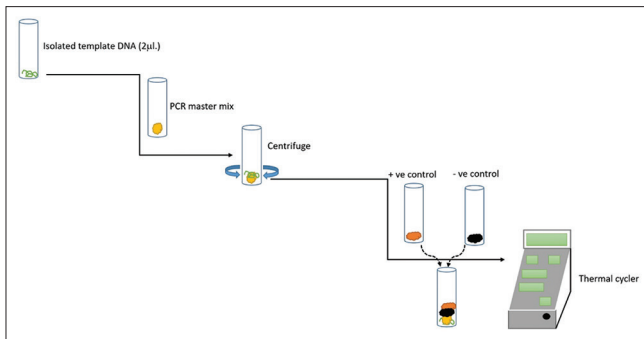 Isolated template DNA (2µl.)
PCR master mix
Centrifuge
+ ve control
- ve control
Thermal cycler